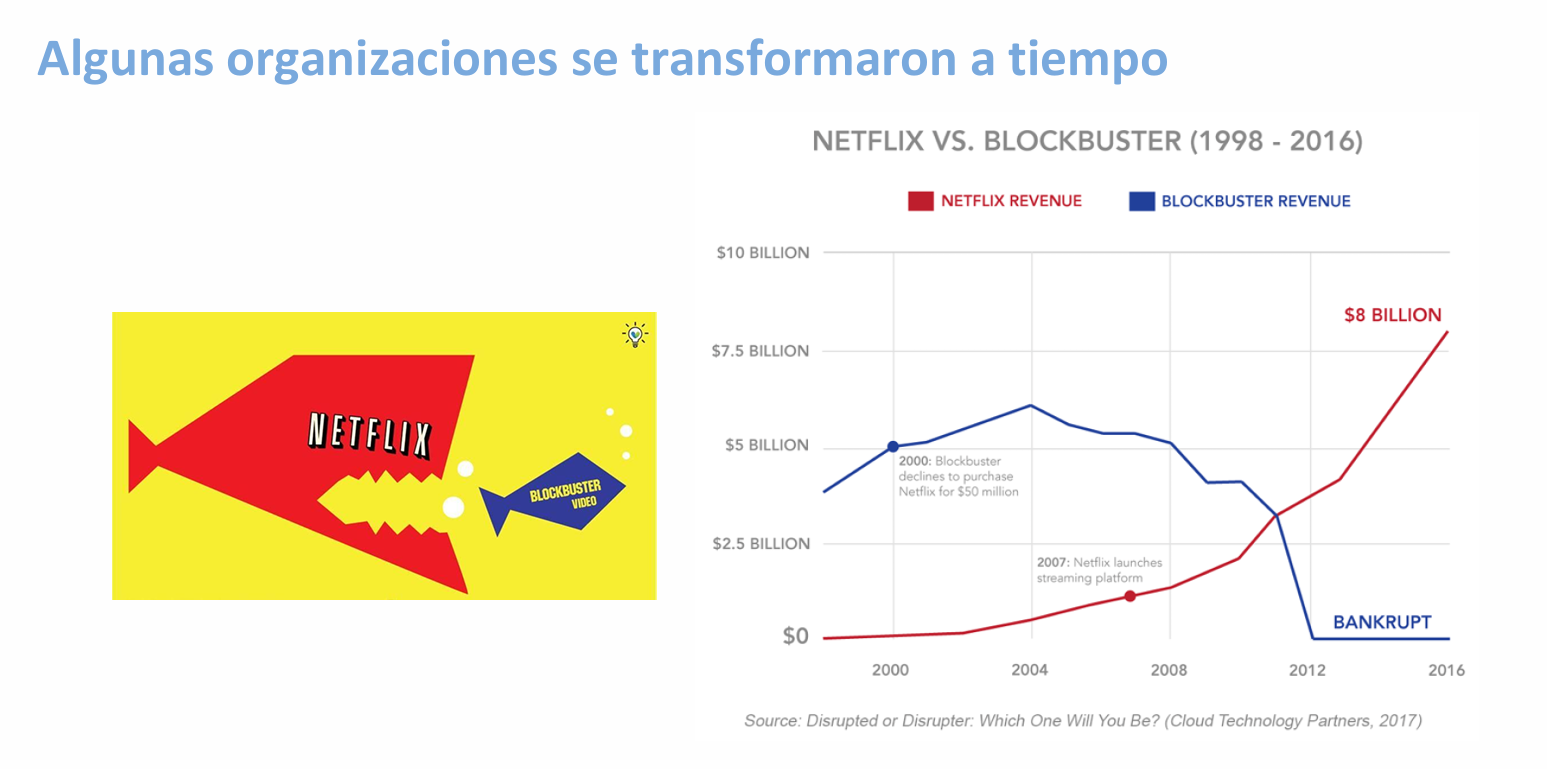 Algunas organizaciones se transformaron a tiempo
NETFLIX
BLOCKBUSTER
VIDEO
NETFLIX VS. BLOCKBUSTER (1998 - 2016)
NETFLIX REVENUE
BLOCKBUSTER REVENUE
$10 BILLION
$8 BILLION
$7.5 BILLION
$5 BILLION
2000: Blockbuster
declines to purchase
Netflix for $50 million
$2.5 BILLION
2007: Netflix launches
streaming platform
BANKRUPT
$0
2000
2004
2008
2012
2016
Source: Disrupted or Disrupter: Which One Will You Be? (Cloud Technology Partners, 2017)